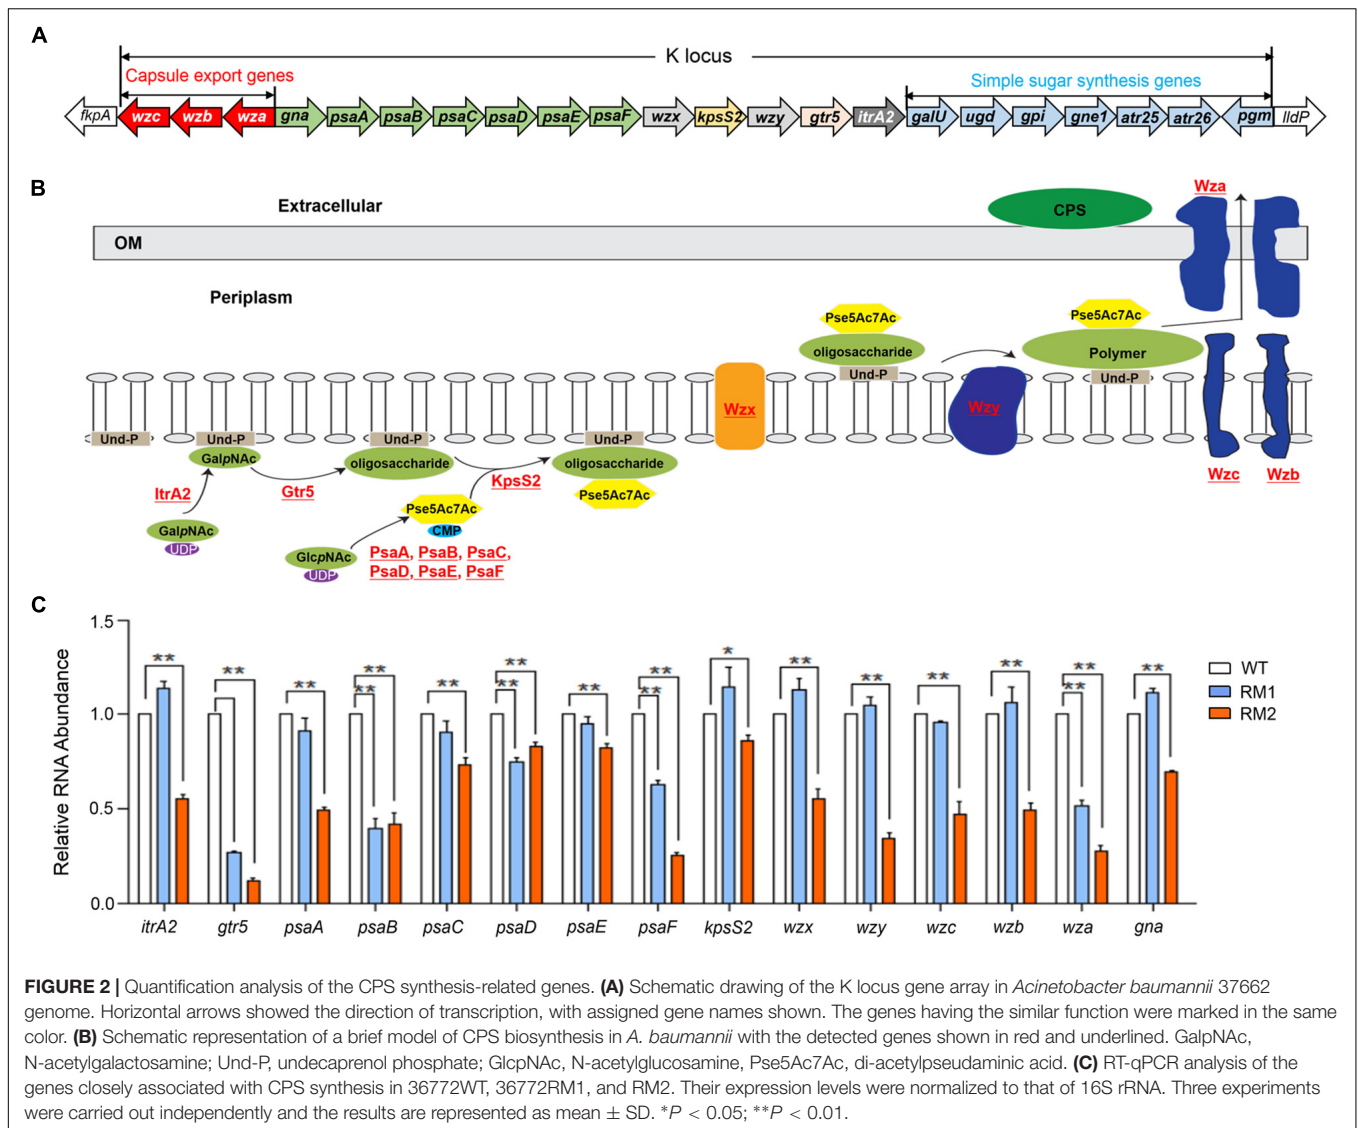 A
K locus
Capsule export genes
Simple sugar synthesis genes
fkpA wzc wzb wza gna psaA psaB psaC psaD psaE psaF wzx kpsS2 wzy gtr5 itrA2 galU ugd gpi gne1 atr25 atr26 pgm lldP
B
Wza
Extracellular
CPS
OM
Periplasm
Pse5Ac7Ac
Pse5Ac7Ac
oligosaccharide
Polymer
Und-P
Und-P
Wzx
Wzy
Und-P
Und-P
Und-P
Und-P
GalpNAc
oligosaccharide
oligosaccharide
Wzc
Wzb
ItrA2
Gtr5
KpsS2
Pse5Ac7Ac
Pse5Ac7Ac
GalpNAc
CMP
UDP
GlcpNAc
PsaA, PsaB, PsaC,
UDP
PsaD, PsaE, PsaF
C
Relative RNA Abundance
1.5
1.0
0.5
0.0
** ** ** ** ** ** ** ** ** ** ** * ** ** ** ** ** ** **
WT
RM1
RM2
itrA2 gtr5 psaA psaB psaC psaD psaE psaF kpsS2 wzx wzy wzc wzb wza gna
FIGURE 2 | Quantification analysis of the CPS synthesis-related genes. (A) Schematic drawing of the K locus gene array in Acinetobacter baumannii 37662
genome. Horizontal arrows showed the direction of transcription, with assigned gene names shown. The genes having the similar function were marked in the same
color. (B) Schematic representation of a brief model of CPS biosynthesis in A. baumannii with the detected genes shown in red and underlined. GalpNAc,
N-acetylgalactosamine; Und-P, undecaprenol phosphate; GlcpNAc, N-acetylglucosamine, Pse5Ac7Ac, di-acetylpseudaminic acid. (C) RT-qPCR analysis of the
genes closely associated with CPS synthesis in 36772WT, 36772RM1, and RM2. Their expression levels were normalized to that of 16S rRNA. Three experiments
were carried out independently and the results are represented as mean ± SD. *P < 0.05; **P < 0.01.